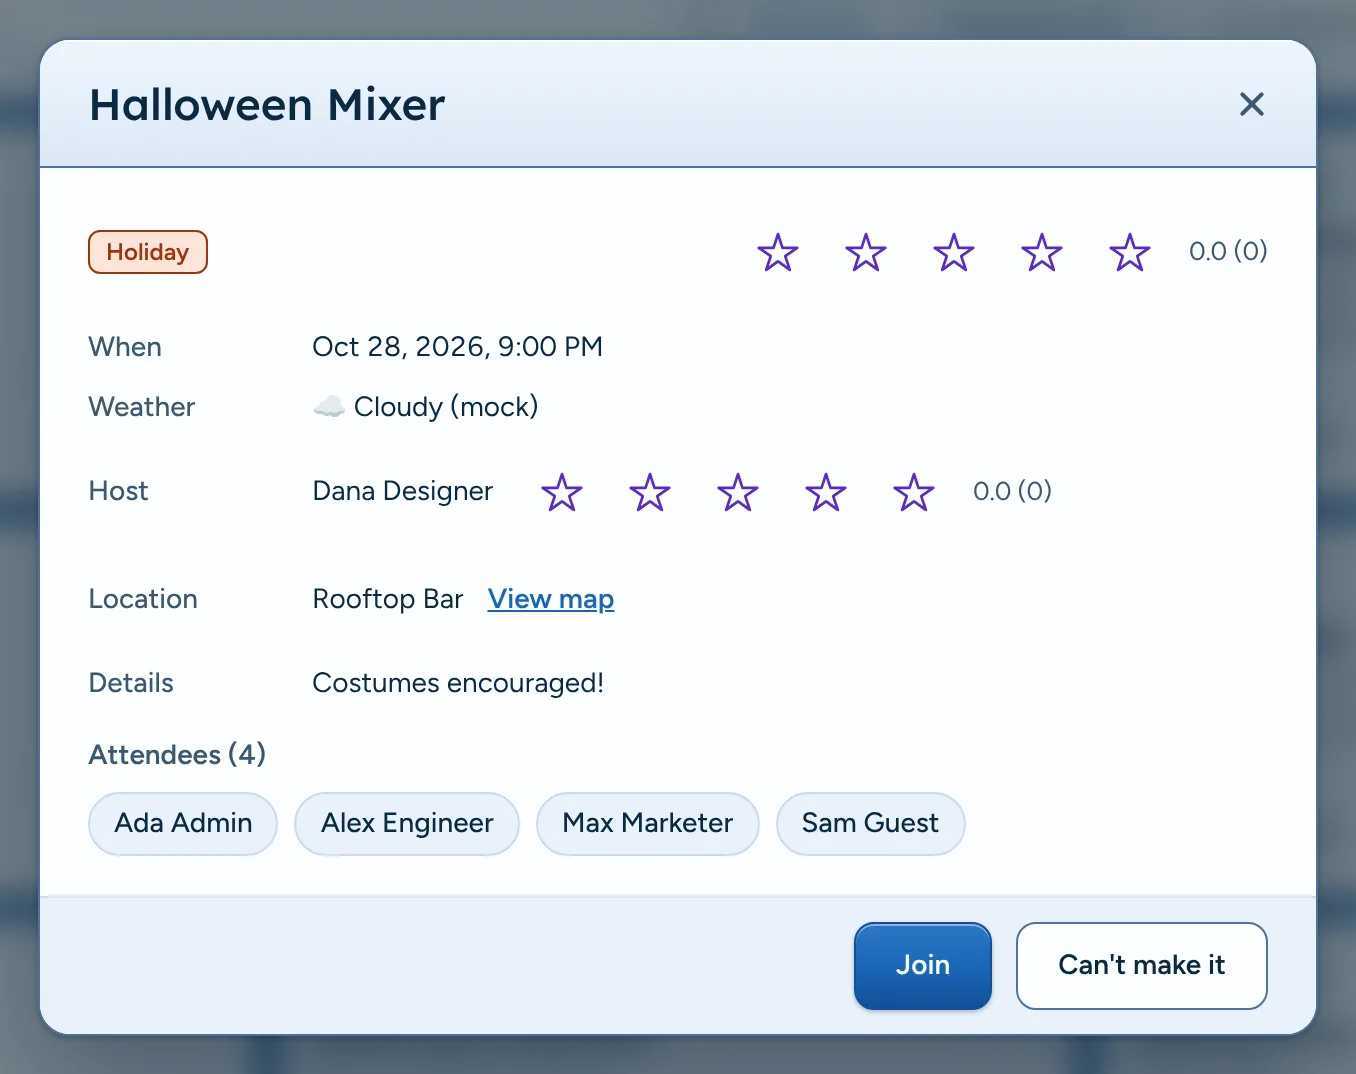 Halloween Mixer
Holiday 0.0 (0)
When Oct 28, 2026, 9:00 PM
Weather Cloudy (mock)
Host Dana Designer 0.0 (0)
Location Rooftop Bar View map
Details Costumes encouraged!
Attendees (4)
Ada Admin Alex Engineer Max Marketer Sam Guest
Join Can't make it